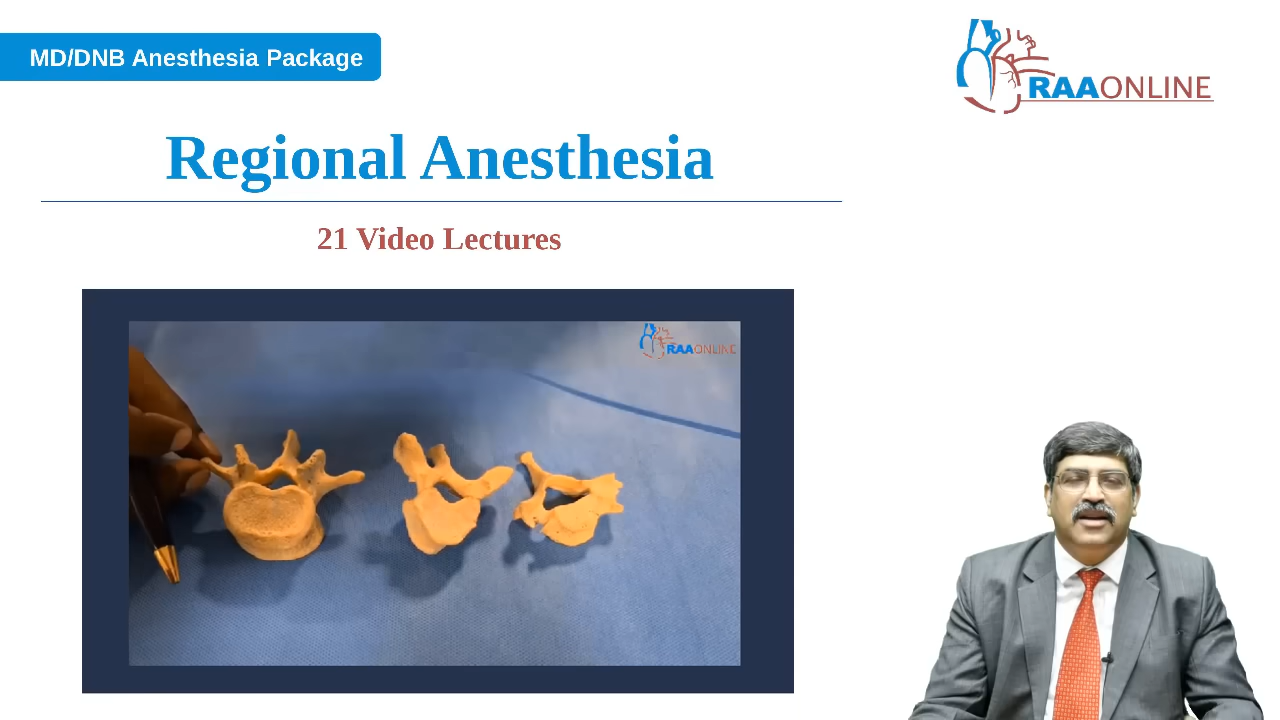 MD/DNB Anesthesia Package
RAAONLINE
Regional Anesthesia
21 Video Lectures
RAAONLINE